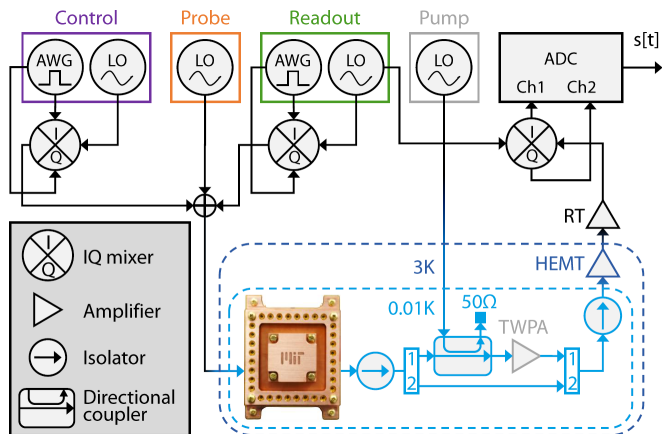 Control Probe Readout Pump
s[t]
AWG LO LO AWG LO LO ADC
Ch1 Ch2
I Q I Q I Q
RT
I Q IQ mixer
3K HEMT
Amplifier
0.01K 50Ω
TWPA
Isolator
MIT
1 2 1 2
Directional
coupler